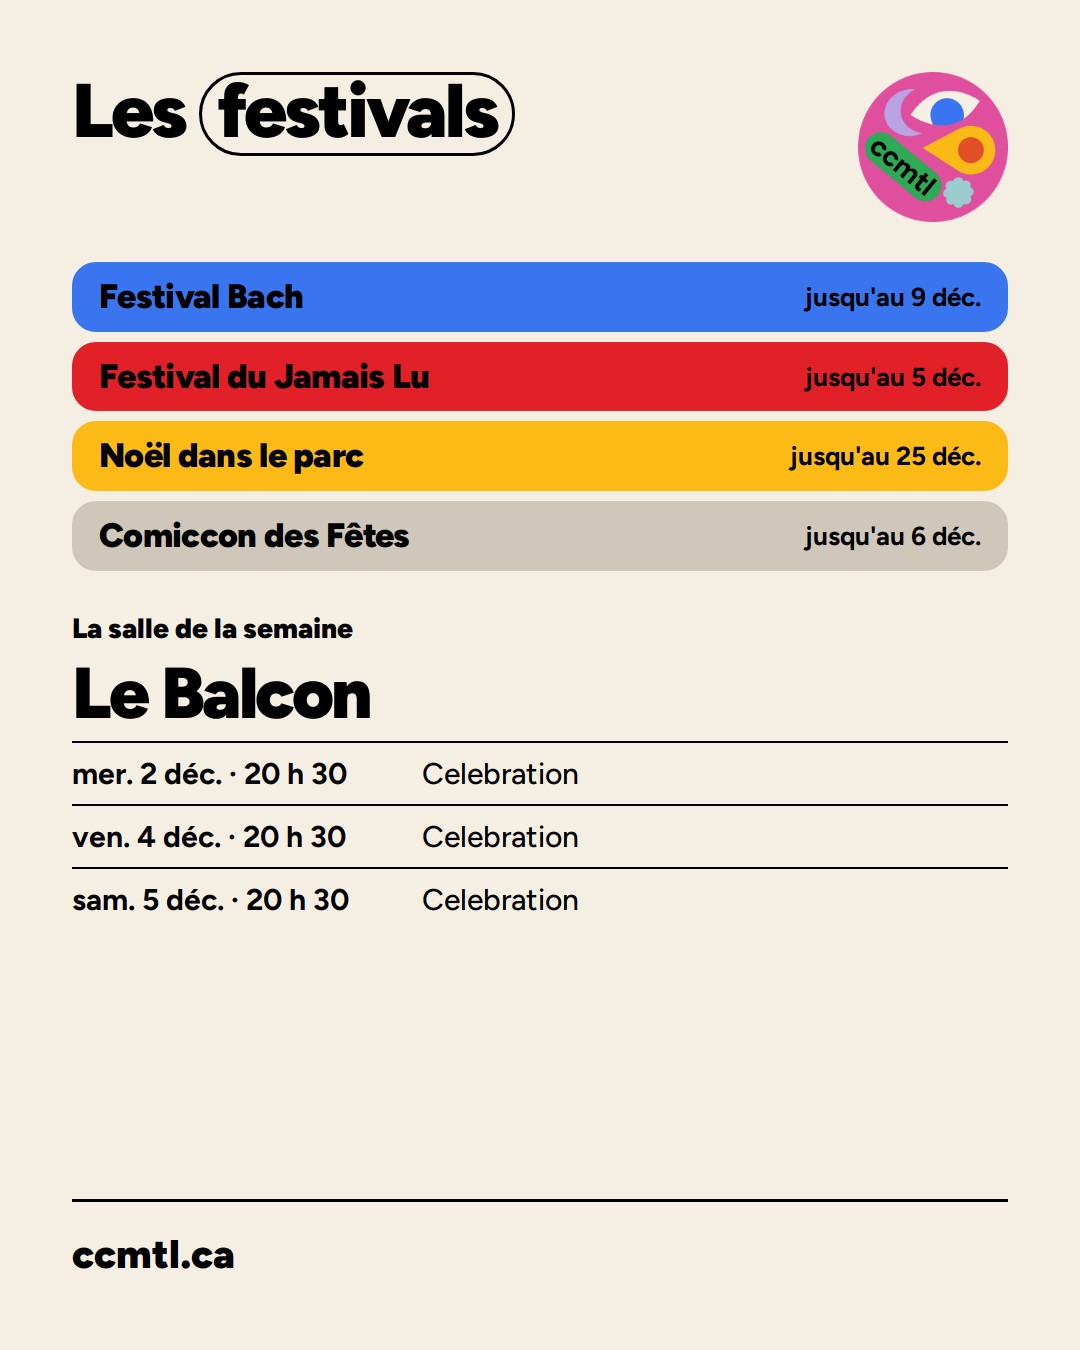 Les festivals
ccmtl
Festival Bach jusqu'au 9 déc.
Festival du Jamais Lu jusqu'au 5 déc.
Noël dans le parc jusqu'au 25 déc.
Comiccon des Fêtes jusqu'au 6 déc.
La salle de la semaine
Le Balcon
mer. 2 déc. · 20 h 30 Celebration
ven. 4 déc. · 20 h 30 Celebration
sam. 5 déc. · 20 h 30 Celebration
ccmtl.ca